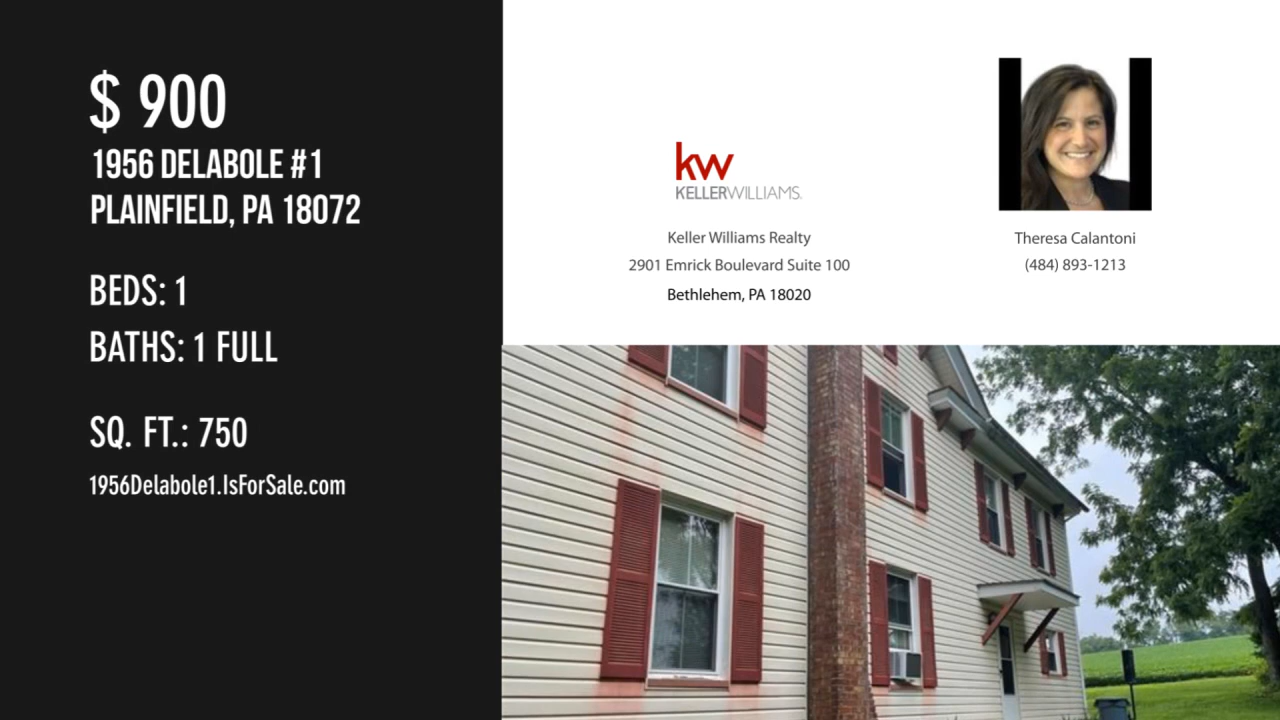 $ 900
1956 DELABOLE #1
PLAINFIELD, PA 18072
BEDS: 1
BATHS: 1 FULL
SQ. FT.: 750
1956Delabole1.IsForSale.com
kw
KELLERWILLIAMS.
Keller Williams Realty
2901 Emrick Boulevard Suite 100
Bethlehem, PA 18020
Theresa Calantoni
(484) 893-1213